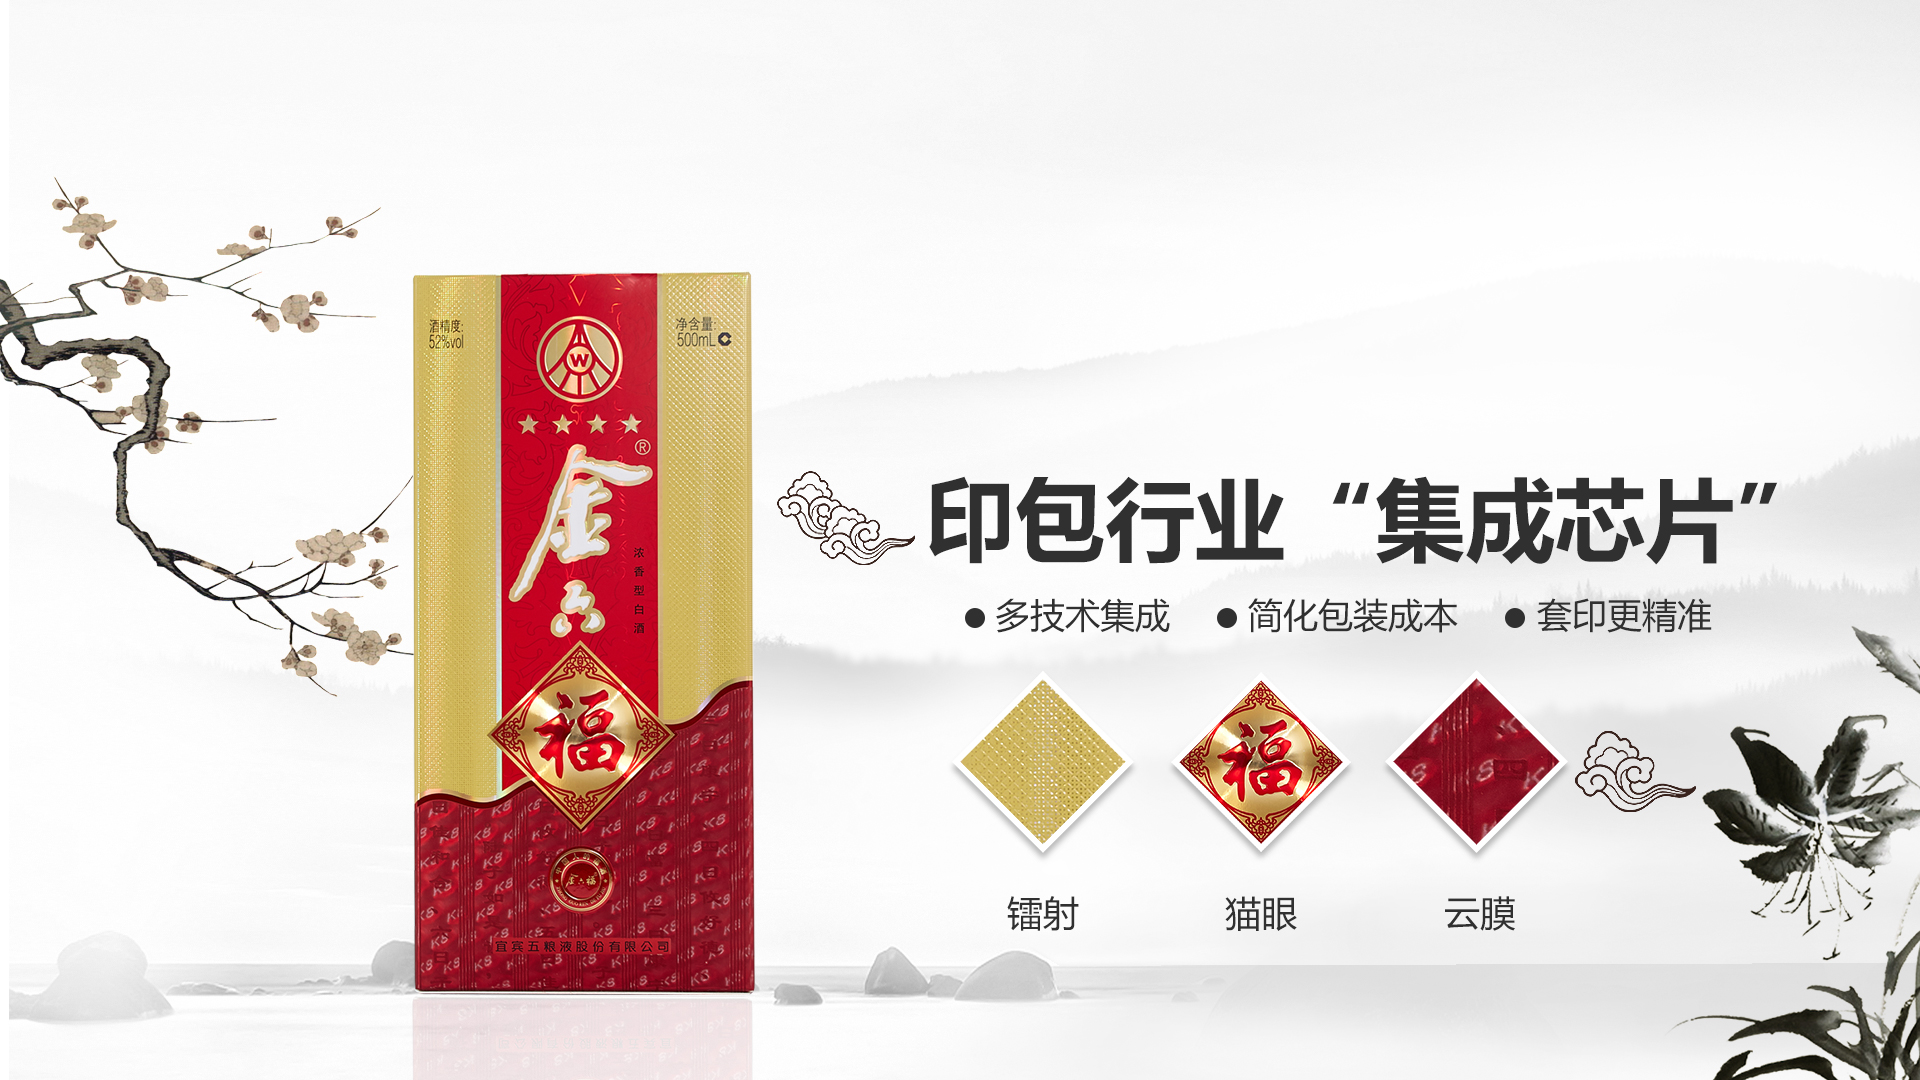 酒精度:
52%vol
净含量:
500mL
W
®
金六
浓香型白酒
福
金六福
宜宾五粮液股份有限公司
印包行业“集成芯片”
● 多技术集成 ● 简化包装成本 ● 套印更精准
福
镭射 猫眼 云膜